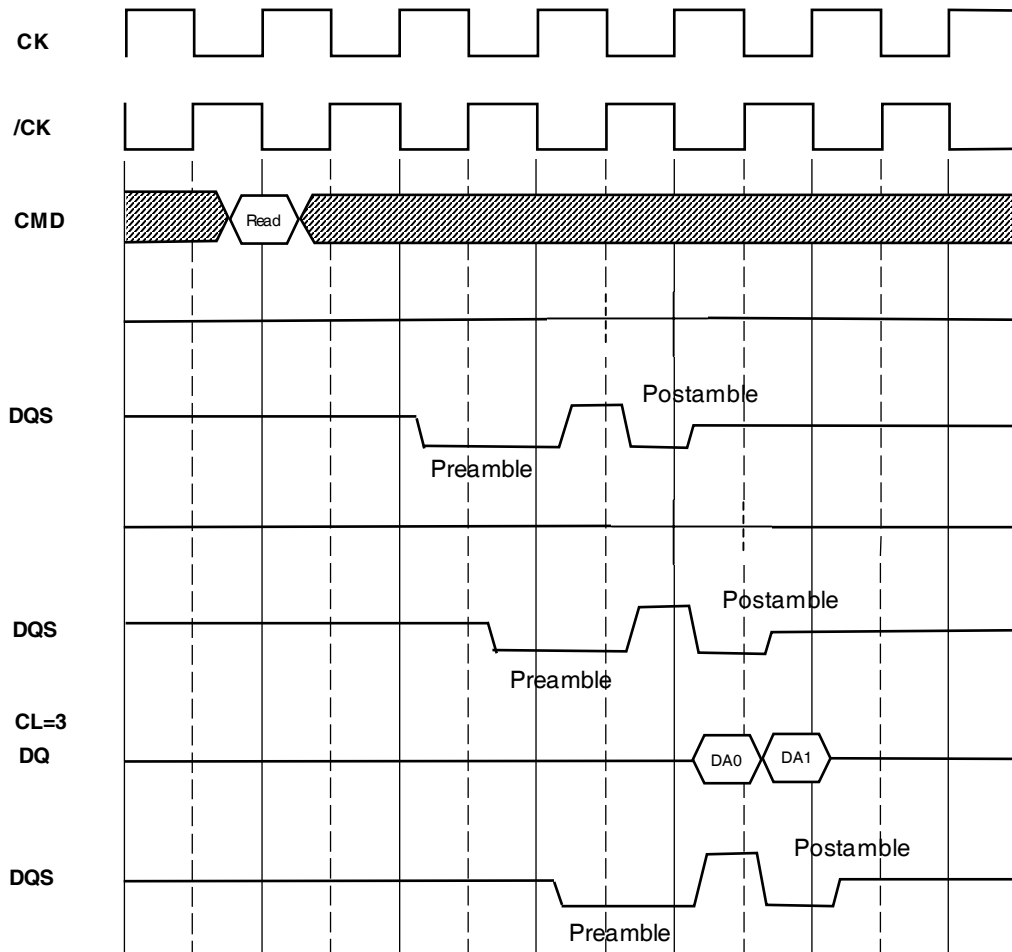 CK
/CK
CMD
Read
Postamble
DQS
Preamble
Postamble
DQS
Preamble
CL=3
DQ
DA0
DA1
Postamble
DQS
Preamble